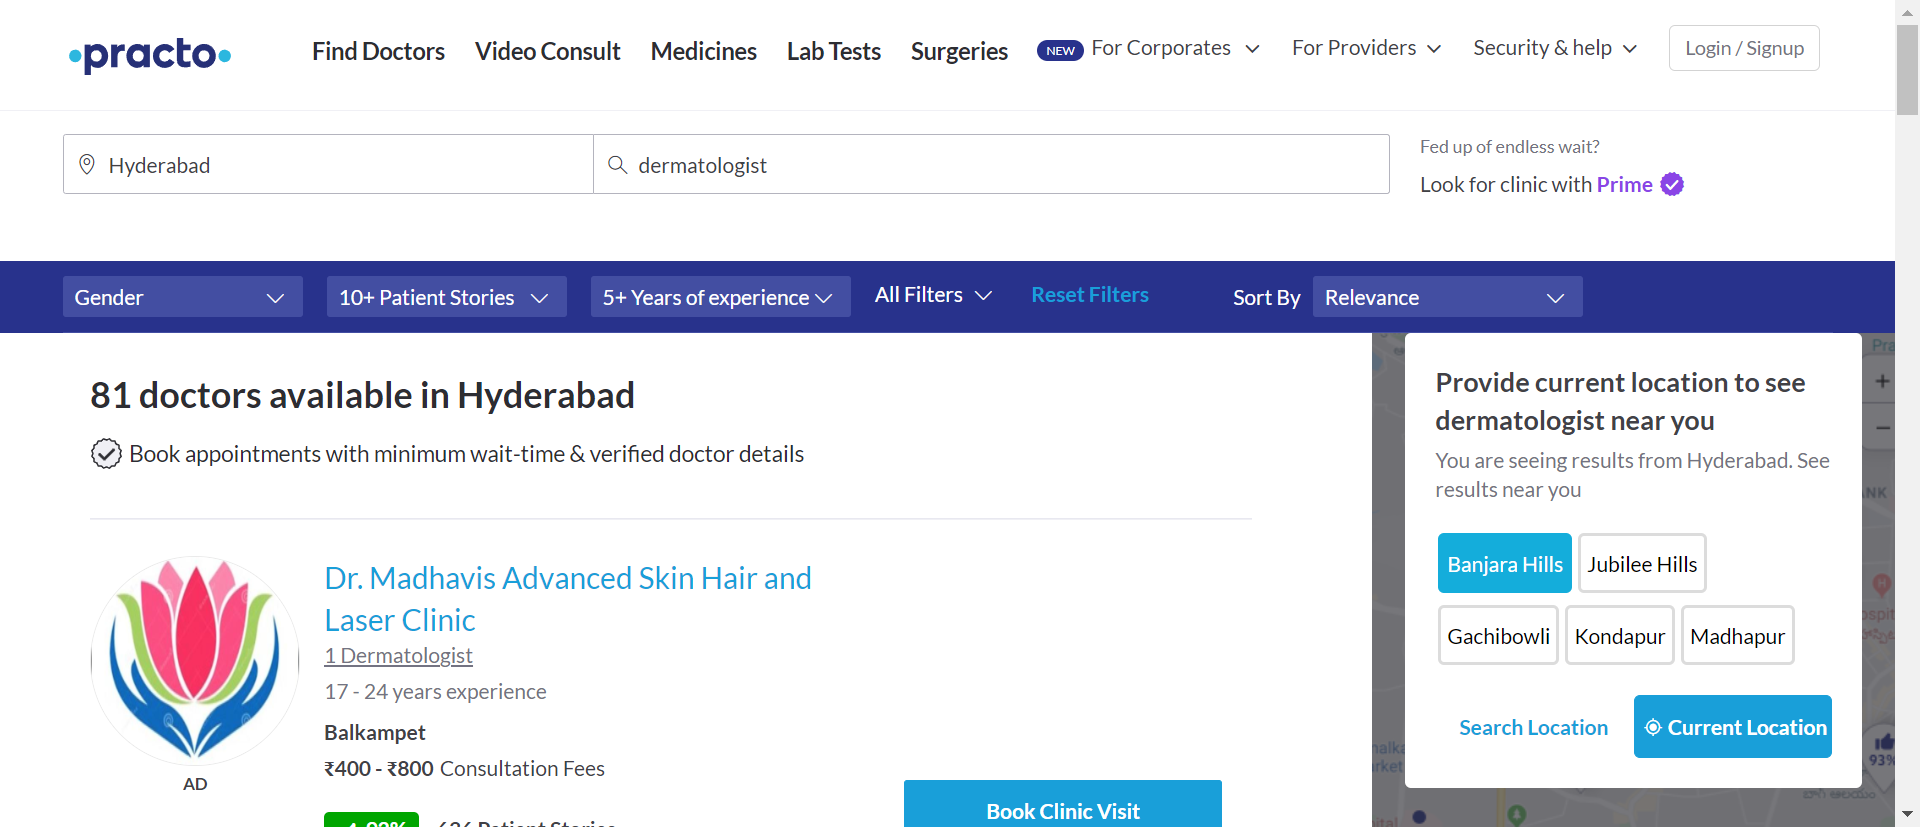 practo
Find Doctors
Video Consult
Medicines
Lab Tests
Surgeries
NEW For Corporates
For Providers
Security & help
Login / Signup
Hyderabad
dermatologist
Fed up of endless wait?
Look for clinic with Prime
Gender
10+ Patient Stories
5+ Years of experience
All Filters
Reset Filters
Sort By
Relevance
81 doctors available in Hyderabad
Book appointments with minimum wait-time & verified doctor details
Dr. Madhavis Advanced Skin Hair and
Laser Clinic
1 Dermatologist
17 - 24 years experience
Balkampet
₹400 - ₹800 Consultation Fees
AD
Book Clinic Visit
Provide current location to see
dermatologist near you
You are seeing results from Hyderabad. See
results near you
Banjara Hills
Jubilee Hills
Gachibowli
Kondapur
Madhapur
Search Location
Current Location
93%